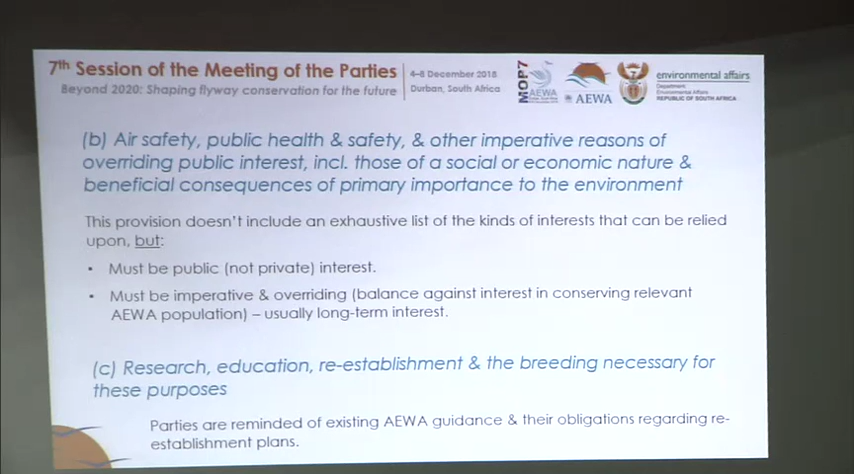 7th Session of the Meeting of the Parties
Beyond 2020: Shaping flyway conservation for the future
4–8 December 2018
Durban, South Africa
MOP7
AEWA
AEWA
environmental affairs
Department:
Environmental Affairs
REPUBLIC OF SOUTH AFRICA
(b) Air safety, public health & safety, & other imperative reasons of
overriding public interest, incl. those of a social or economic nature &
beneficial consequences of primary importance to the environment
This provision doesn't include an exhaustive list of the kinds of interests that can be relied
upon, but:
• Must be public (not private) interest.
• Must be imperative & overriding (balance against interest in conserving relevant
AEWA population) – usually long-term interest.
(c) Research, education, re-establishment & the breeding necessary for
these purposes
Parties are reminded of existing AEWA guidance & their obligations regarding re-
establishment plans.